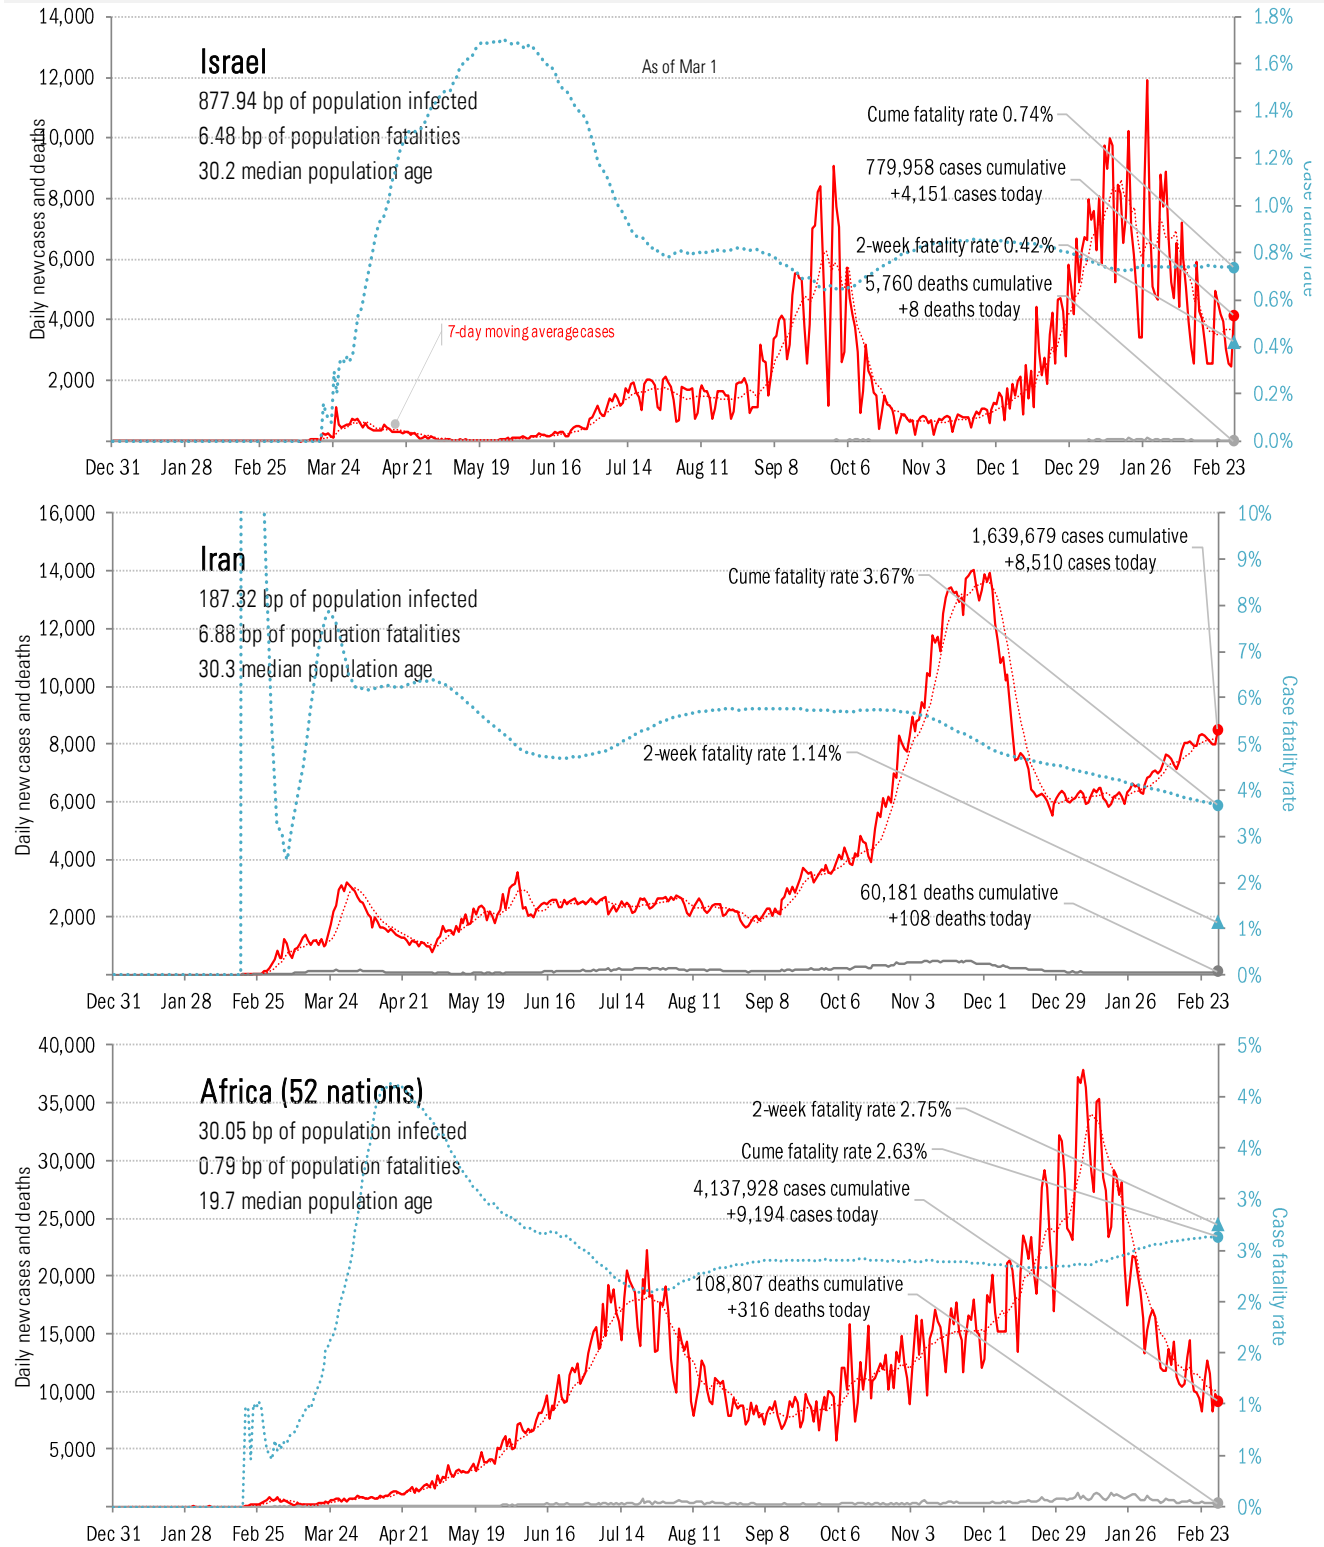 14,000
12,000
10,000
8,000
6,000
4,000
2,000
Daily new cases and deaths
Israel
877.94 bp of population infected
6.48 bp of population fatalities
30.2 median population age
As of Mar 1
7-day moving average cases
Cume fatality rate 0.74%
779,958 cases cumulative
+4,151 cases today
2-week fatality rate 0.42%
5,760 deaths cumulative
+8 deaths today
1.8%
1.6%
1.4%
1.2%
1.0%
0.8%
0.6%
0.4%
0.2%
0.0%
Case fatality rate
Dec 31 Jan 28 Feb 25 Mar 24 Apr 21 May 19 Jun 16 Jul 14 Aug 11 Sep 8 Oct 6 Nov 3 Dec 1 Dec 29 Jan 26 Feb 23
16,000
14,000
12,000
10,000
8,000
6,000
4,000
2,000
Daily new cases and deaths
Iran
187.32 bp of population infected
6.88 bp of population fatalities
30.3 median population age
1,639,679 cases cumulative
+8,510 cases today
Cume fatality rate 3.67%
2-week fatality rate 1.14%
60,181 deaths cumulative
+108 deaths today
10%
9%
8%
7%
6%
5%
4%
3%
2%
1%
0%
Case fatality rate
Dec 31 Jan 28 Feb 25 Mar 24 Apr 21 May 19 Jun 16 Jul 14 Aug 11 Sep 8 Oct 6 Nov 3 Dec 1 Dec 29 Jan 26 Feb 23
40,000
35,000
30,000
25,000
20,000
15,000
10,000
5,000
Daily new cases and deaths
Africa (52 nations)
30.05 bp of population infected
0.79 bp of population fatalities
19.7 median population age
2-week fatality rate 2.75%
Cume fatality rate 2.63%
4,137,928 cases cumulative
+9,194 cases today
108,807 deaths cumulative
+316 deaths today
5%
4%
4%
3%
3%
2%
2%
1%
1%
0%
Case fatality rate
Dec 31 Jan 28 Feb 25 Mar 24 Apr 21 May 19 Jun 16 Jul 14 Aug 11 Sep 8 Oct 6 Nov 3 Dec 1 Dec 29 Jan 26 Feb 23